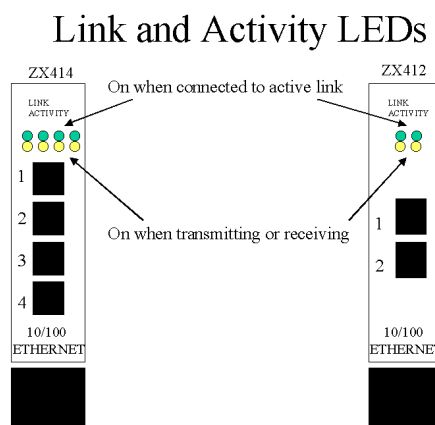 Link and Activity LEDs
ZX414
ZX412
On when connected to active link
LINK
ACTIVITY
LINK
ACTIVITY
1
2
3
4
On when transmitting or receiving
1
2
10/100
ETHERNET
10/100
ETHERNET